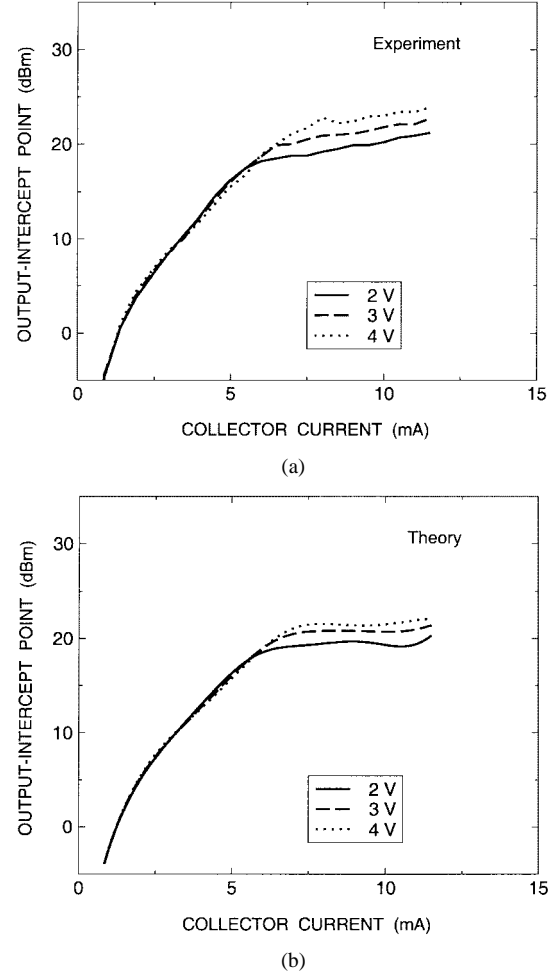 30
20
10
0
OUTPUT-INTERCEPT POINT (dBm)
Experiment
2 V
3 V
4 V
0 5 10 15
COLLECTOR CURRENT (mA)
(a)
30
20
10
0
OUTPUT-INTERCEPT POINT (dBm)
Theory
2 V
3 V
4 V
0 5 10 15
COLLECTOR CURRENT (mA)
(b)